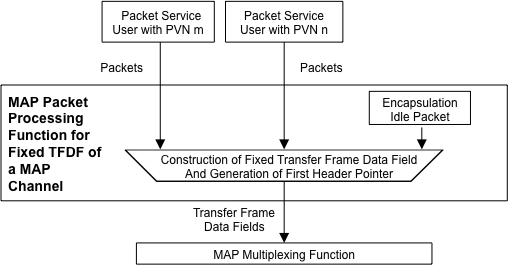 Packet Service
User with PVN m
Packet Service
User with PVN n
Packets
Packets
MAP Packet
Processing
Function for
Fixed TFDF of
a MAP
Channel
Encapsulation
Idle Packet
Construction of Fixed Transfer Frame Data Field
And Generation of First Header Pointer
Transfer Frame
Data Fields
MAP Multiplexing Function